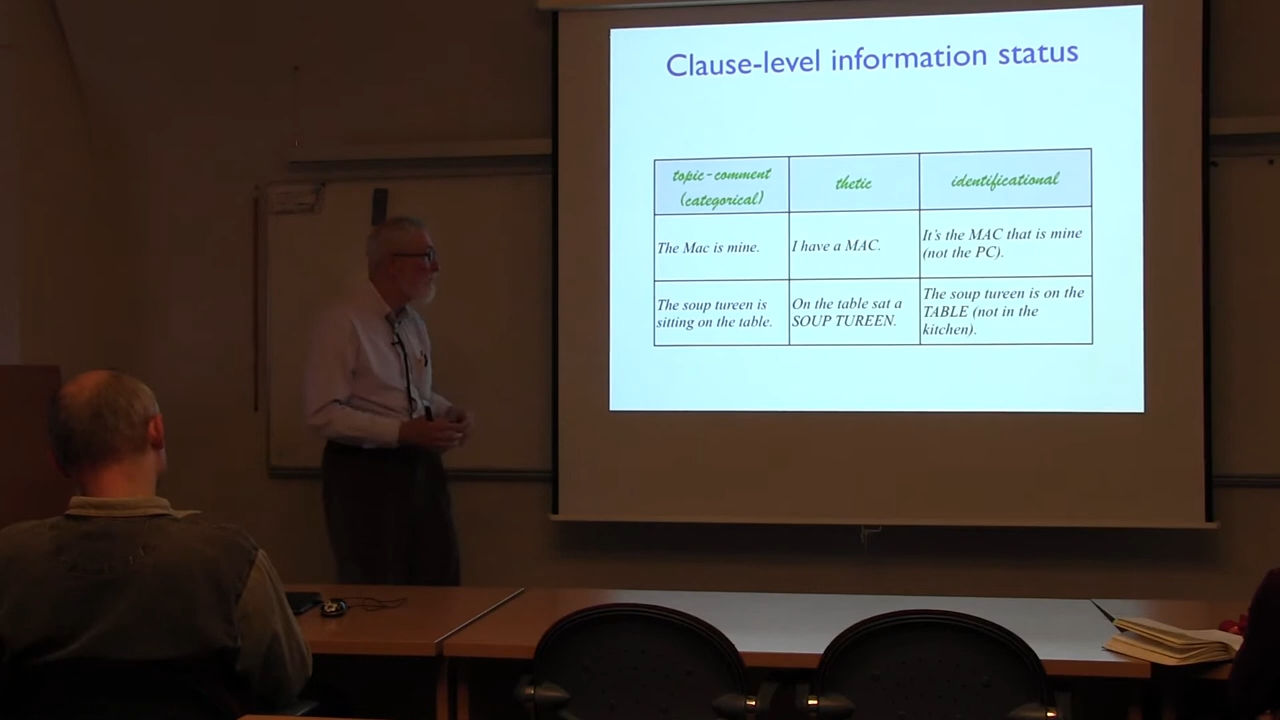 Clause-level information status
topic-comment
(categorical)
thetic
identificational
The Mac is mine.
I have a MAC.
It's the MAC that is mine
(not the PC).
The soup tureen is
sitting on the table.
On the table sat a
SOUP TUREEN.
The soup tureen is on the
TABLE (not in the
kitchen).